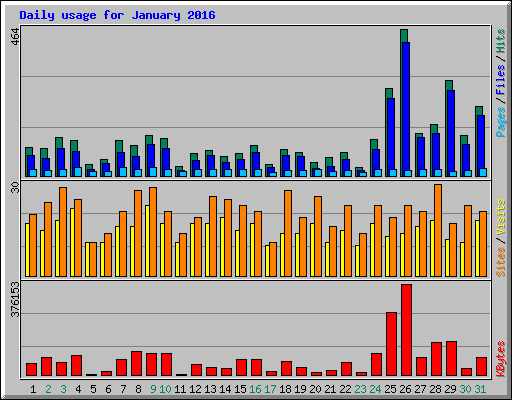 Daily usage for January 2016
464
Pages / Files / Hits
30
Sites / Visits
376153
KBytes
1 2 3 4 5 6 7 8 9 10 11 12 13 14 15 16 17 18 19 20 21 22 23 24 25 26 27 28 29 30 31